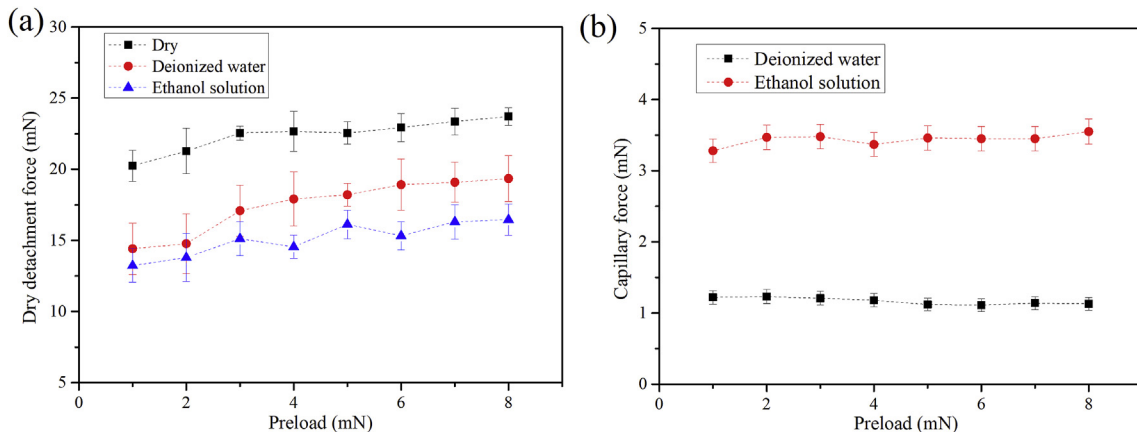 (a)
Dry detachment force (mN)
30
25
20
15
10
5
Dry
Deionized water
Ethanol solution
0
2
4
6
8
Preload (mN)
(b)
Capillary force (mN)
5
4
3
2
1
0
Deionized water
Ethanol solution
0
2
4
6
8
Preload (mN)